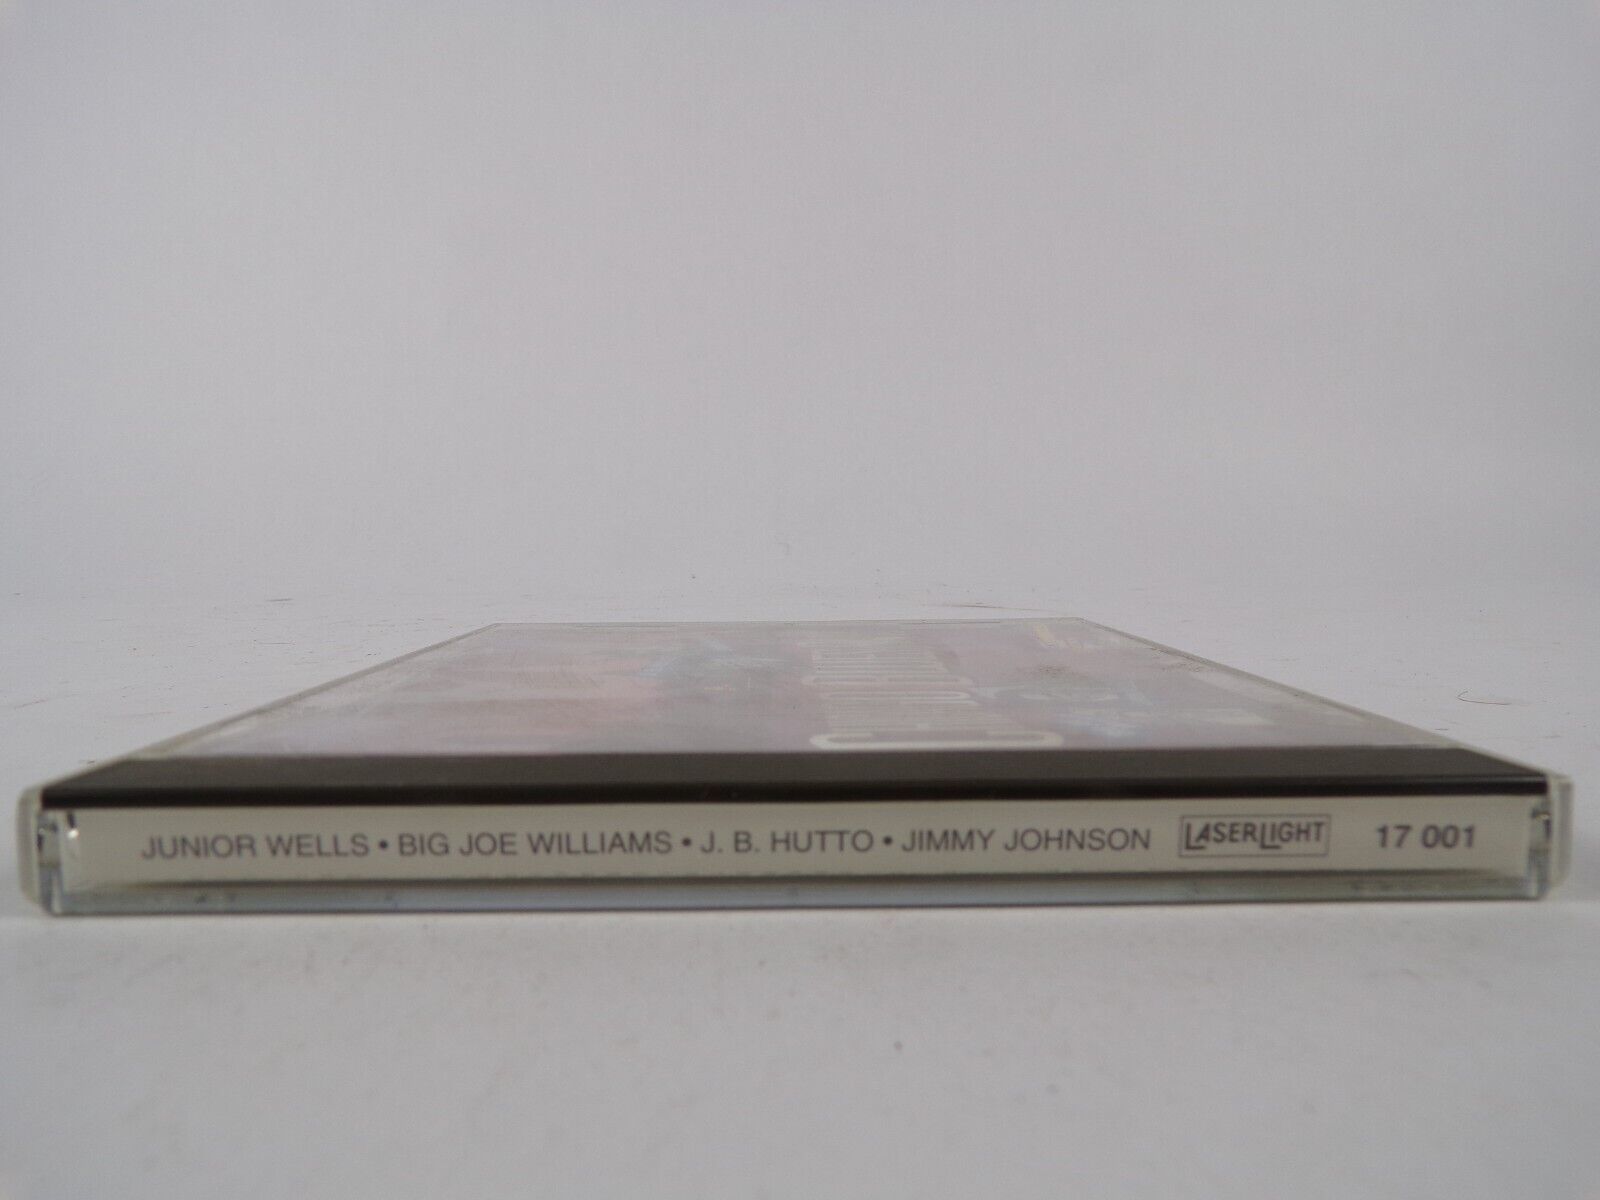 JUNIOR WELLS • BIG JOE WILLIAMS • J. B. HUTTO • JIMMY JOHNSON LASERLIGHT 17 001